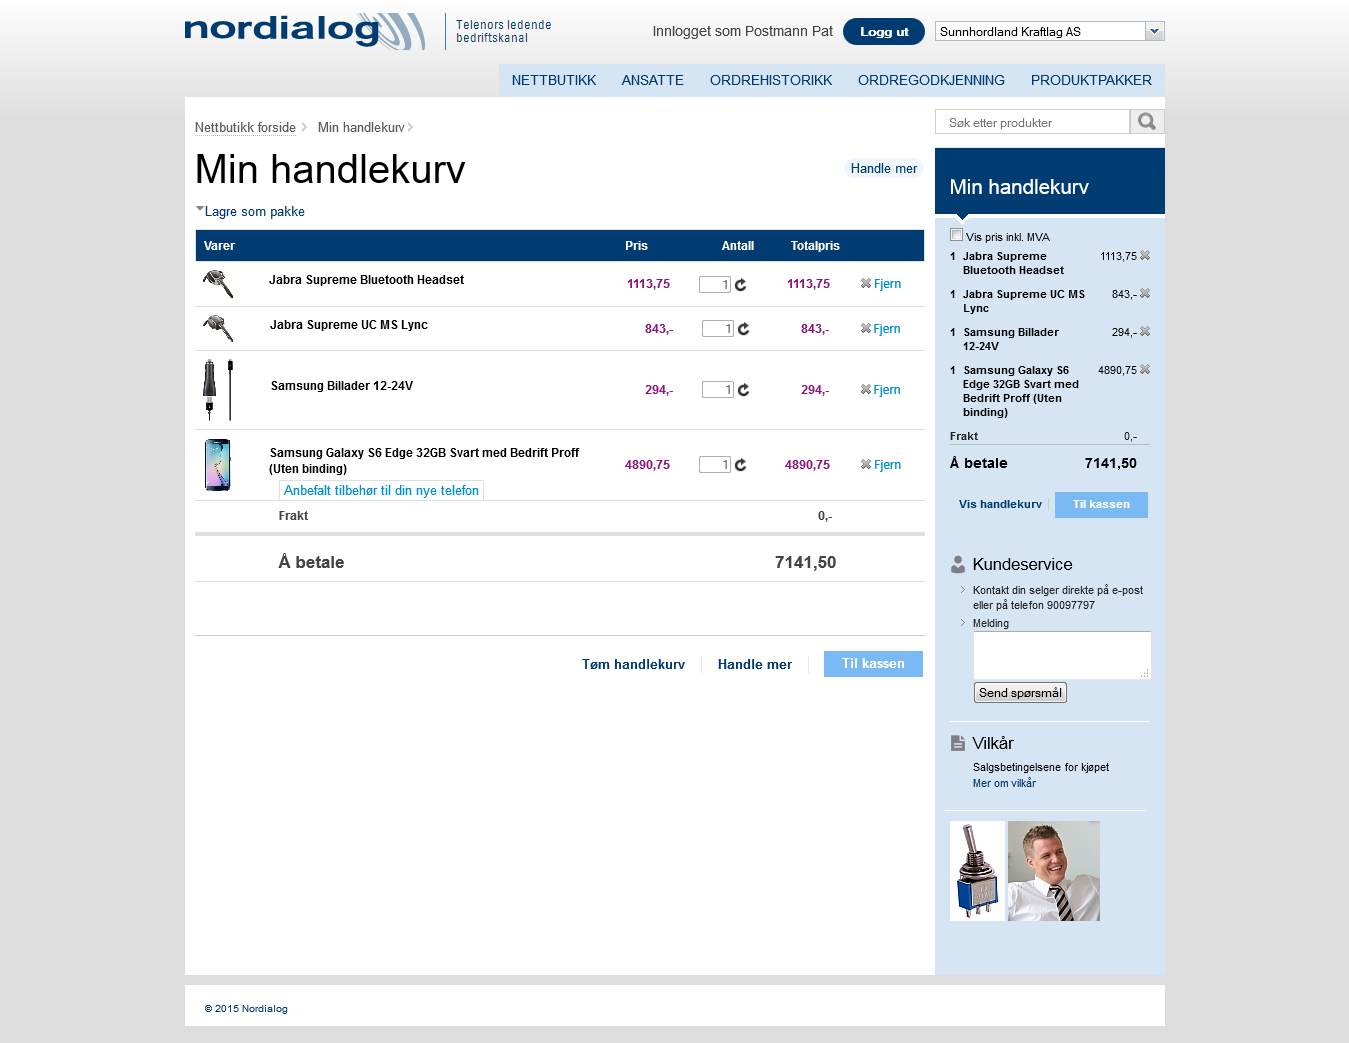 nordialog
Telenors ledende
bedriftskanal
Innlogget som Postmann Pat
Logg ut
Sunnhordland Kraftlag AS
NETTBUTIKK
ANSATTE
ORDREHISTORIKK
ORDREGODKJENNING
PRODUKTPAKKER
Nettbutikk forside
Min handlekurv
Søk etter produkter
Min handlekurv
Handle mer
Lagre som pakke
Varer Pris Antall Totalpris
Jabra Supreme Bluetooth Headset 1113,75 1 1113,75 Fjern
Jabra Supreme UC MS Lync 843,- 1 843,- Fjern
Samsung Billader 12-24V 294,- 1 294,- Fjern
Samsung Galaxy S6 Edge 32GB Svart med Bedrift Proff
(Uten binding)
4890,75 1 4890,75 Fjern
Anbefalt tilbehør til din nye telefon
Frakt 0,-
Å betale 7141,50
Tøm handlekurv
Handle mer
Til kassen
Min handlekurv
Vis pris inkl. MVA
1 Jabra Supreme 1113,75
Bluetooth Headset
1 Jabra Supreme UC MS 843,-
Lync
1 Samsung Billader 294,-
12-24V
1 Samsung Galaxy S6 4890,75
Edge 32GB Svart med
Bedrift Proff (Uten
binding)
Frakt 0,-
Å betale 7141,50
Vis handlekurv
Til kassen
Kundeservice
Kontakt din selger direkte på e-post
eller på telefon 90097797
Melding
Send spørsmål
Vilkår
Salgsbetingelsene for kjøpet
Mer om vilkår
© 2015 Nordialog